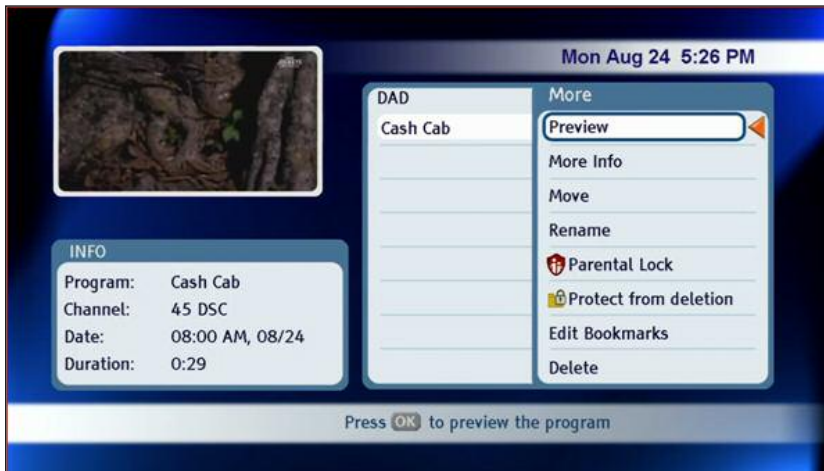 Mon Aug 24 5:26 PM
DAD
Cash Cab
More
Preview
More Info
Move
Rename
Parental Lock
Protect from deletion
Edit Bookmarks
Delete
INFO
Program: Cash Cab
Channel: 45 DSC
Date: 08:00 AM, 08/24
Duration: 0:29
Press OK to preview the program